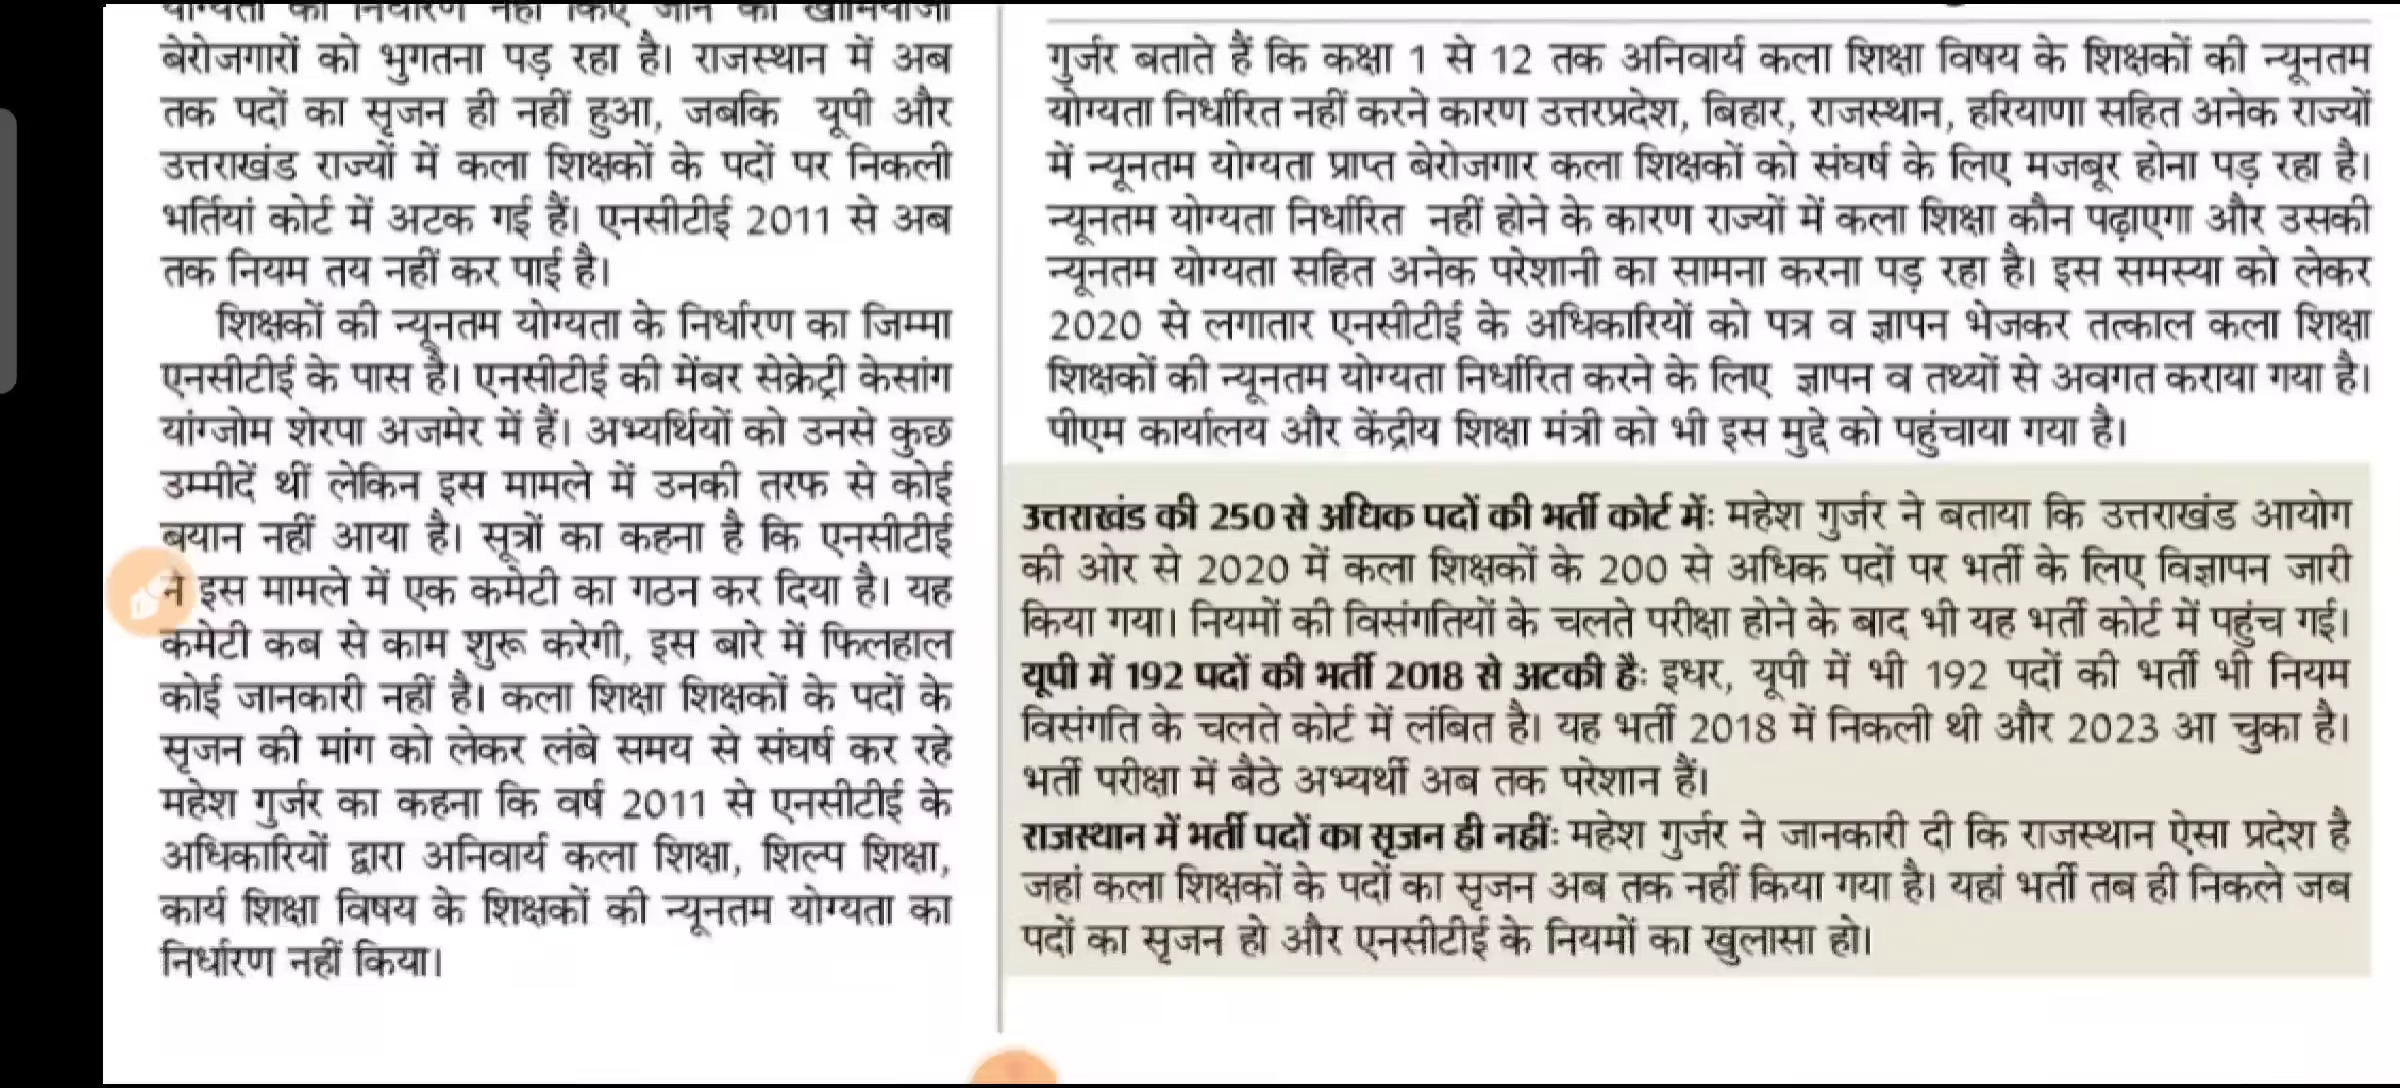 योग्यता का निर्धारण नहीं किए जाने का खामियाजा
बेरोजगारों को भुगतना पड़ रहा है। राजस्थान में अब
तक पदों का सृजन ही नहीं हुआ, जबकि यूपी और
उत्तराखंड राज्यों में कला शिक्षकों के पदों पर निकली
भर्तियां कोर्ट में अटक गई हैं। एनसीटीई 2011 से अब
तक नियम तय नहीं कर पाई है।
शिक्षकों की न्यूनतम योग्यता के निर्धारण का जिम्मा
एनसीटीई के पास है। एनसीटीई की मेंबर सेक्रेट्री केसांग
यांग्जोम शेरपा अजमेर में हैं। अभ्यर्थियों को उनसे कुछ
उम्मीदें थीं लेकिन इस मामले में उनकी तरफ से कोई
बयान नहीं आया है। सूत्रों का कहना है कि एनसीटीई
ने इस मामले में एक कमेटी का गठन कर दिया है। यह
कमेटी कब से काम शुरू करेगी, इस बारे में फिलहाल
कोई जानकारी नहीं है। कला शिक्षा शिक्षकों के पदों के
सृजन की मांग को लेकर लंबे समय से संघर्ष कर रहे
महेश गुर्जर का कहना कि वर्ष 2011 से एनसीटीई के
अधिकारियों द्वारा अनिवार्य कला शिक्षा, शिल्प शिक्षा,
कार्य शिक्षा विषय के शिक्षकों की न्यूनतम योग्यता का
निर्धारण नहीं किया।
गुर्जर बताते हैं कि कक्षा 1 से 12 तक अनिवार्य कला शिक्षा विषय के शिक्षकों की न्यूनतम
योग्यता निर्धारित नहीं करने कारण उत्तरप्रदेश, बिहार, राजस्थान, हरियाणा सहित अनेक राज्यों
में न्यूनतम योग्यता प्राप्त बेरोजगार कला शिक्षकों को संघर्ष के लिए मजबूर होना पड़ रहा है।
न्यूनतम योग्यता निर्धारित नहीं होने के कारण राज्यों में कला शिक्षा कौन पढ़ाएगा और उसकी
न्यूनतम योग्यता सहित अनेक परेशानी का सामना करना पड़ रहा है। इस समस्या को लेकर
2020 से लगातार एनसीटीई के अधिकारियों को पत्र व ज्ञापन भेजकर तत्काल कला शिक्षा
शिक्षकों की न्यूनतम योग्यता निर्धारित करने के लिए ज्ञापन व तथ्यों से अवगत कराया गया है।
पीएम कार्यालय और केंद्रीय शिक्षा मंत्री को भी इस मुद्दे को पहुंचाया गया है।
उत्तराखंड की 250 से अधिक पदों की भर्ती कोर्ट में: महेश गुर्जर ने बताया कि उत्तराखंड आयोग
की ओर से 2020 में कला शिक्षकों के 200 से अधिक पदों पर भर्ती के लिए विज्ञापन जारी
किया गया। नियमों की विसंगतियों के चलते परीक्षा होने के बाद भी यह भर्ती कोर्ट में पहुंच गई।
यूपी में 192 पदों की भर्ती 2018 से अटकी है: इधर, यूपी में भी 192 पदों की भर्ती भी नियम
विसंगति के चलते कोर्ट में लंबित है। यह भर्ती 2018 में निकली थी और 2023 आ चुका है।
भर्ती परीक्षा में बैठे अभ्यर्थी अब तक परेशान हैं।
राजस्थान में भर्ती पदों का सृजन ही नहीं: महेश गुर्जर ने जानकारी दी कि राजस्थान ऐसा प्रदेश है
जहां कला शिक्षकों के पदों का सृजन अब तक नहीं किया गया है। यहां भर्ती तब ही निकले जब
पदों का सृजन हो और एनसीटीई के नियमों का खुलासा हो।